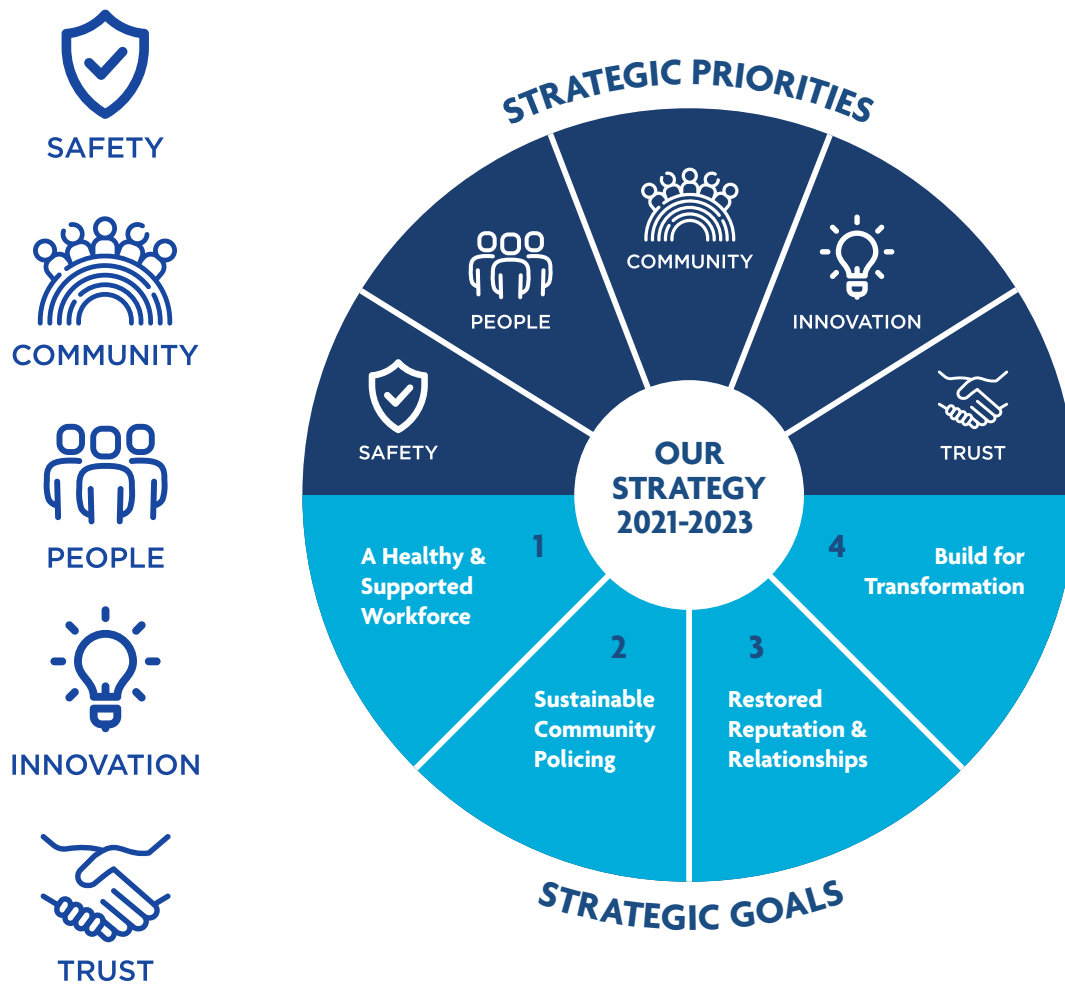 SAFETY
COMMUNITY
PEOPLE
INNOVATION
TRUST
STRATEGIC PRIORITIES
SAFETY
PEOPLE
COMMUNITY
INNOVATION
TRUST
OUR
STRATEGY
2021-2023
1
A Healthy &
Supported
Workforce
2
Sustainable
Community
Policing
3
Restored
Reputation &
Relationships
4
Build for
Transformation
STRATEGIC GOALS